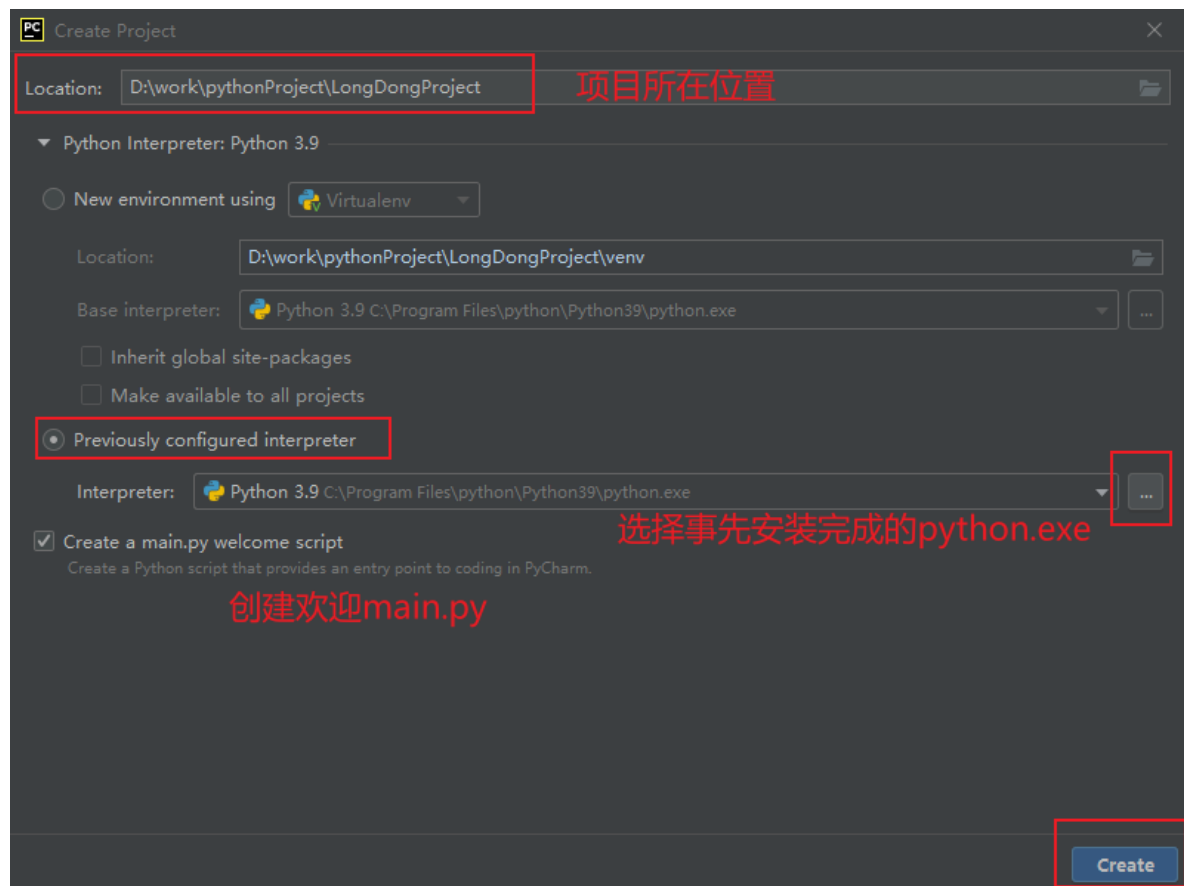 PC Create Project
Location: D:\work\pythonProject\LongDongProject 项目所在位置
Python Interpreter: Python 3.9
New environment using Virtualenv
Location: D:\work\pythonProject\LongDongProject\venv
Base interpreter: Python 3.9 C:\Program Files\python\Python39\python.exe ...
Inherit global site-packages
Make available to all projects
Previously configured interpreter
Interpreter: Python 3.9 C:\Program Files\python\Python39\python.exe ...
选择事先安装完成的python.exe
Create a main.py welcome script
Create a Python script that provides an entry point to coding in PyCharm.
创建欢迎main.py
Create